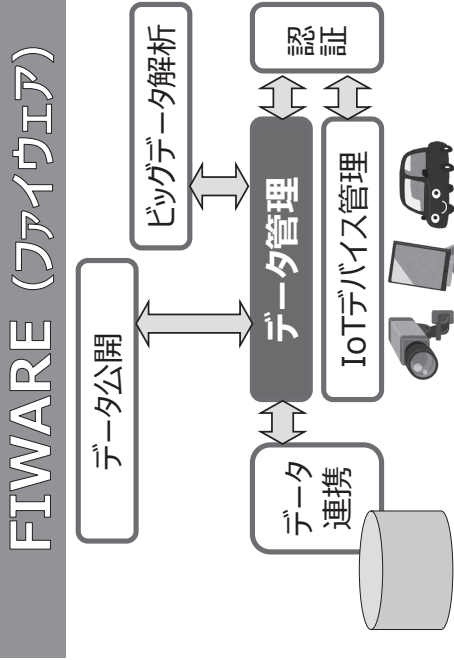 FIWARE（ファイウェア）
データ公開
ビッグデータ解析
データ
連携
データ管理
認証
IoTデバイス管理